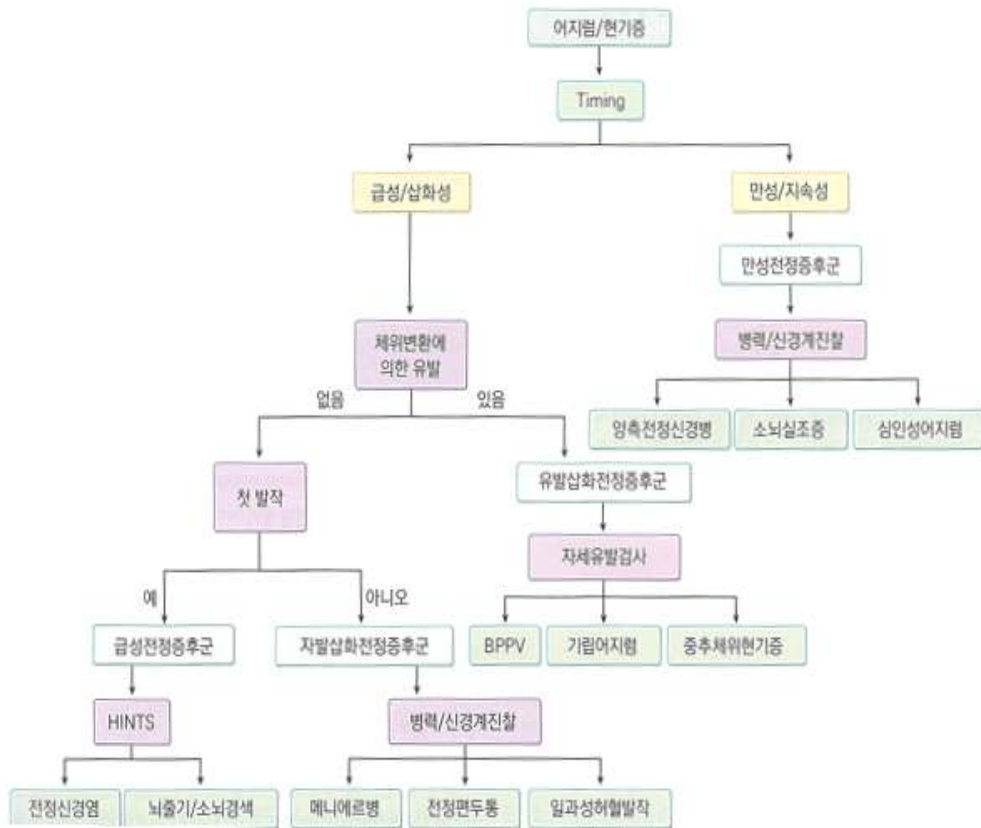 어지럼/현기증
Timing
급성/삽화성
만성/지속성
만성전정증후군
체위변환에
의한 유발
병력/신경계진찰
없음
있음
양측전정신경병
소뇌실조증
심인성어지럼
첫 발작
유발삽화전정증후군
자세유발검사
예
아니오
급성전정증후군
자발삽화전정증후군
BPPV
기립어지럼
중추체위현기증
HINTS
병력/신경계진찰
전정신경염
뇌줄기/소뇌경색
메니에르병
전정편두통
일과성허혈발작